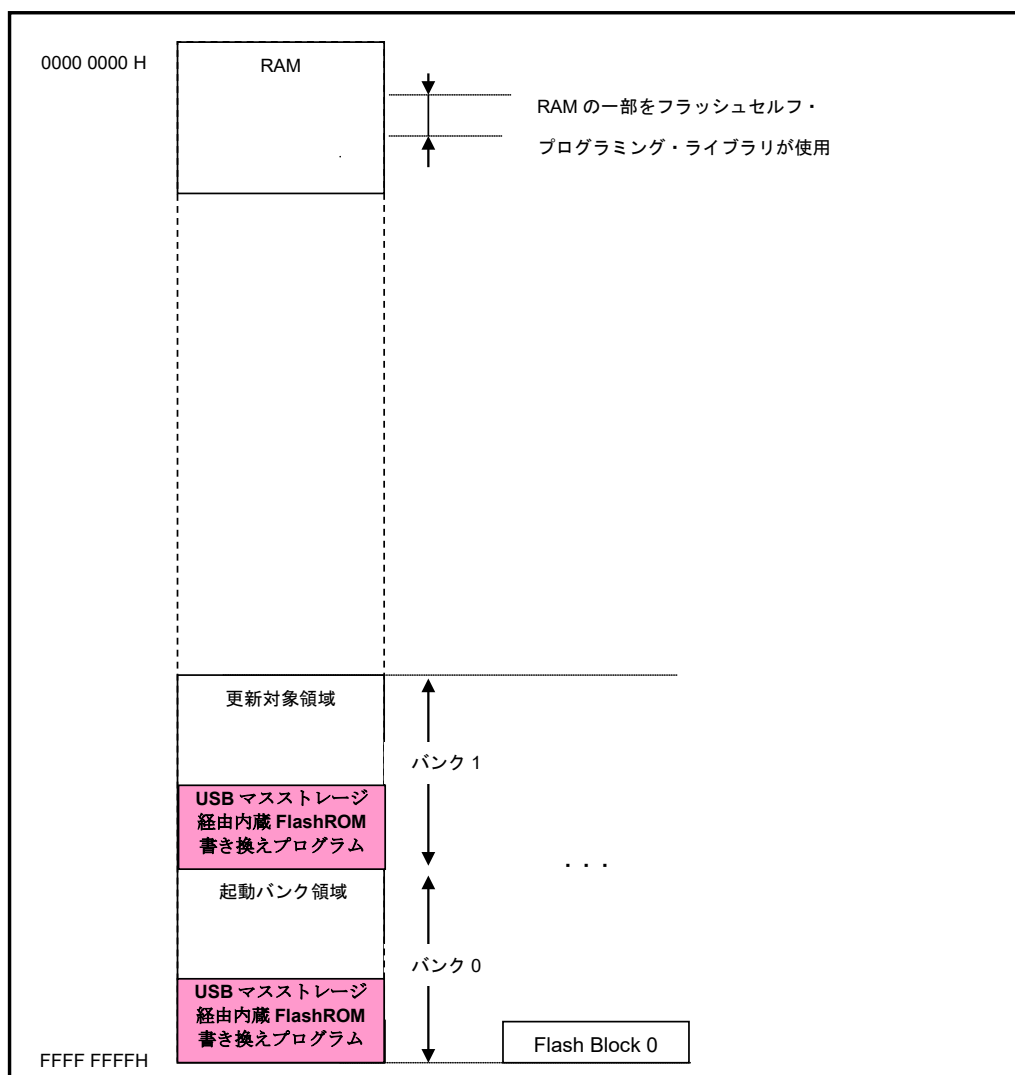 0000 0000 H
RAM
RAM の一部をフラッシュセルフ・
プログラミング・ライブラリが使用
更新対象領域
バンク 1
USB マスストレージ
経由内蔵 FlashROM
書き換えプログラム
・・・
起動バンク領域
バンク 0
USB マスストレージ
経由内蔵 FlashROM
書き換えプログラム
Flash Block 0
FFFF FFFFH